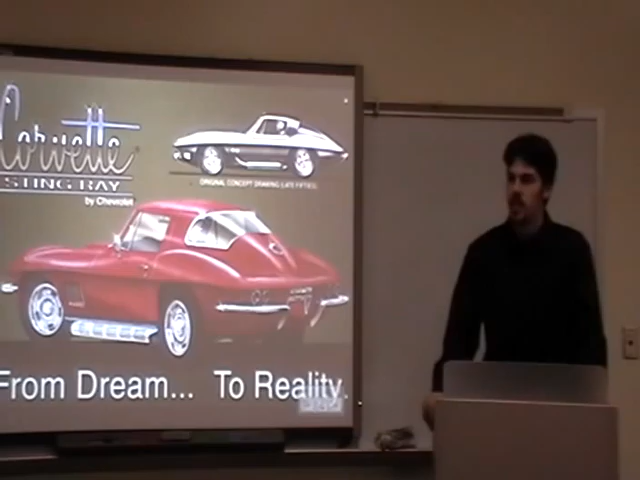 Corvette
STING RAY
by Chevrolet
ORIGINAL CONCEPT DRAWING LATE FIFTIES
From Dream... To Reality.